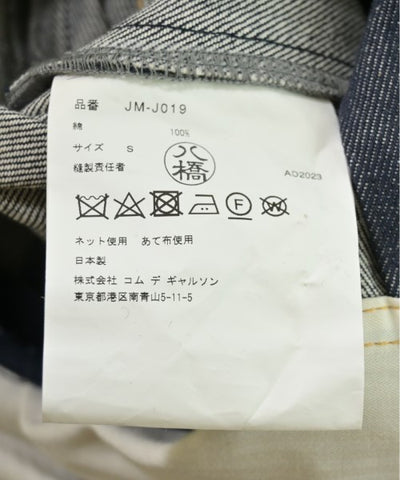 品番 JM-J019
綿 100%
サイズ S
縫製責任者 八橋 AD2023
F W
ネット使用 あて布使用
日本製
株式会社 コム デ ギャルソン
東京都港区南青山5-11-5